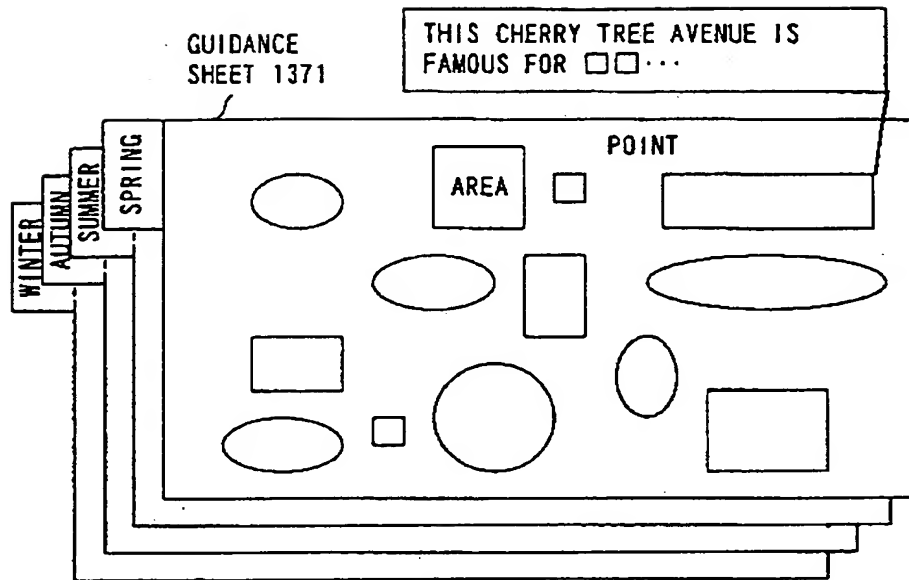 GUIDANCE
SHEET 1371
THIS CHERRY TREE AVENUE IS
FAMOUS FOR □□···
WINTER
AUTUMN
SUMMER
SPRING
POINT
AREA